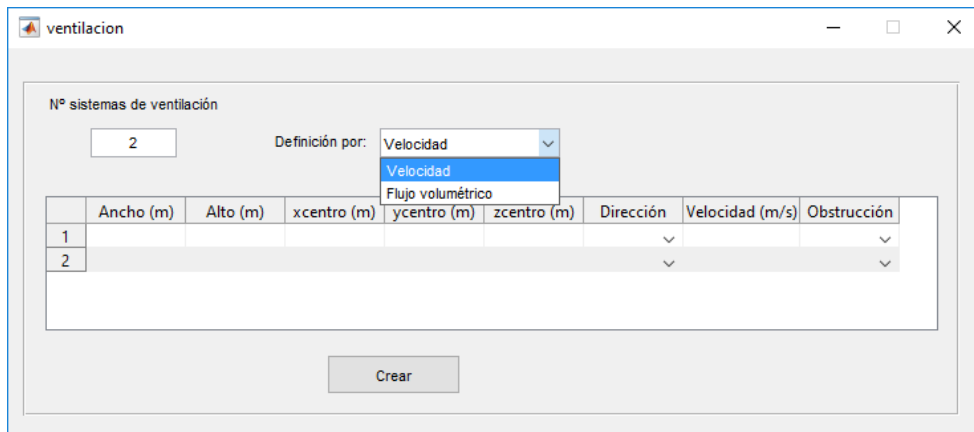 ventilacion
Nº sistemas de ventilación
2 Definición por: Velocidad
Velocidad
Flujo volumétrico
Ancho (m) Alto (m) xcentro (m) ycentro (m) zcentro (m) Dirección Velocidad (m/s) Obstrucción
1
2
Crear